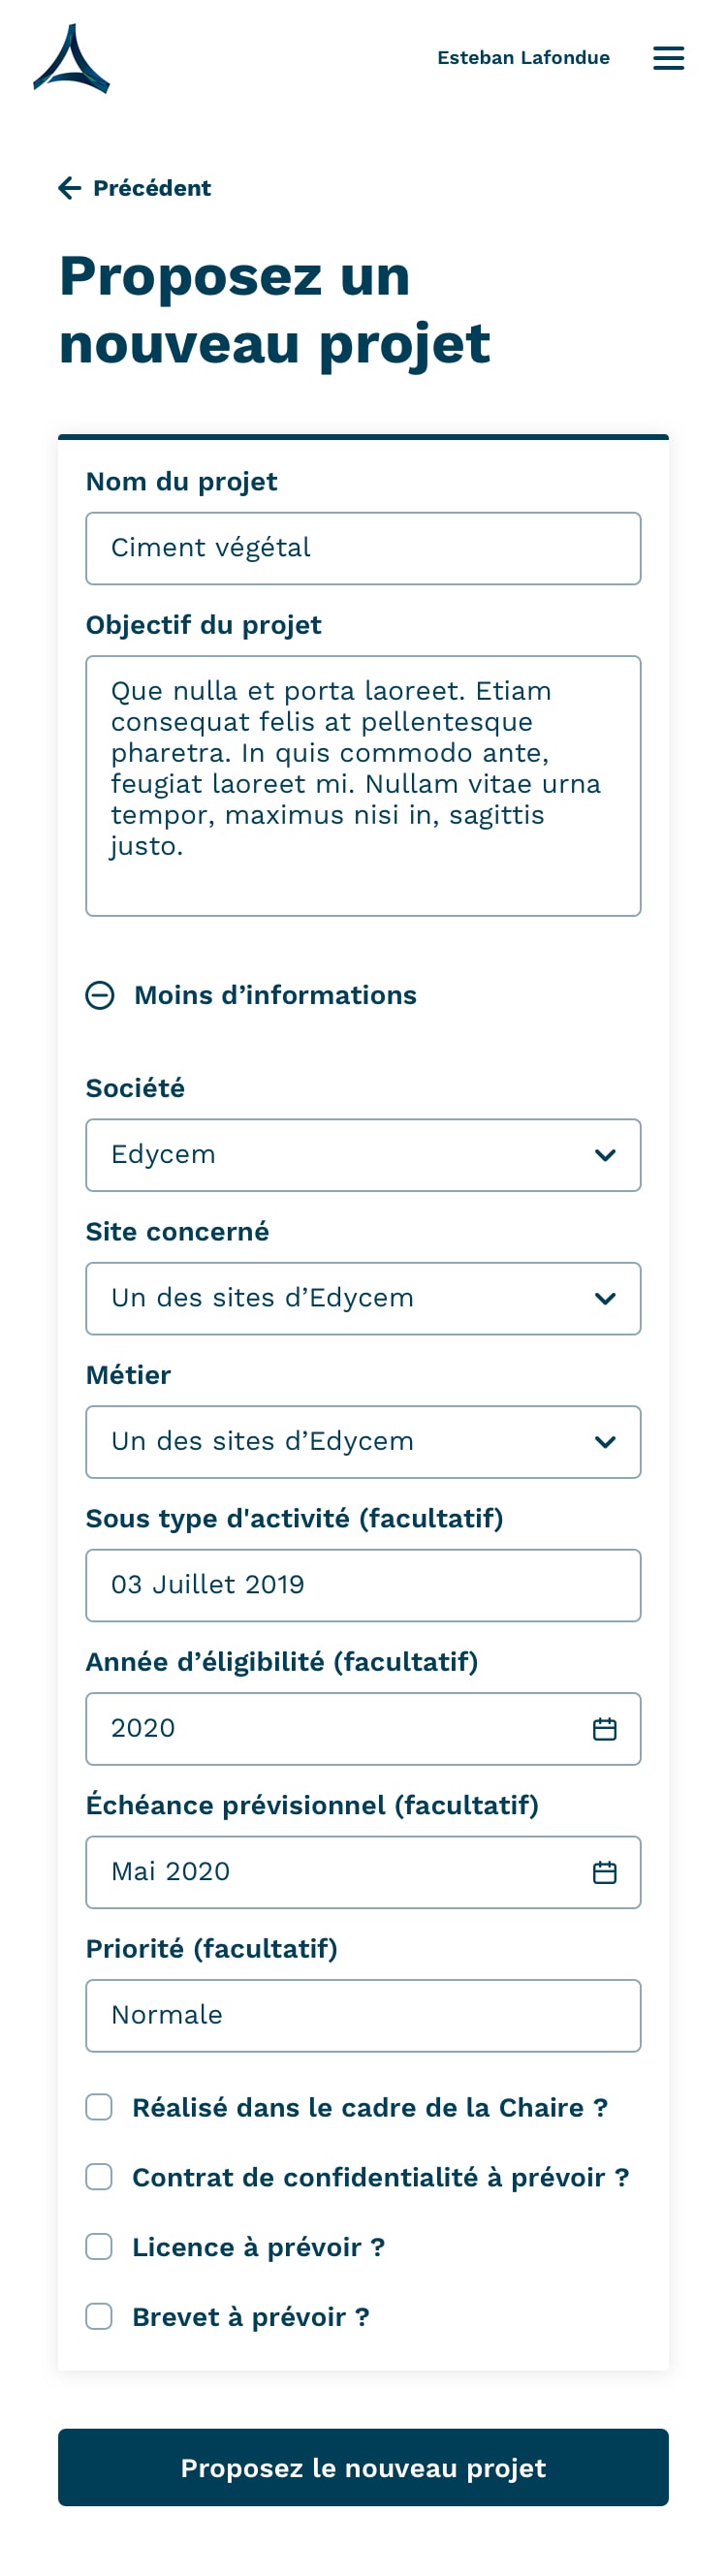 Esteban Lafondue
Précédent
Proposez un
nouveau projet
Nom du projet
Ciment végétal
Objectif du projet
Que nulla et porta laoreet. Etiam
consequat felis at pellentesque
pharetra. In quis commodo ante,
feugiat laoreet mi. Nullam vitae urna
tempor, maximus nisi in, sagittis
justo.
Moins d’informations
Société
Edycem
Site concerné
Un des sites d’Edycem
Métier
Un des sites d’Edycem
Sous type d'activité (facultatif)
03 Juillet 2019
Année d’éligibilité (facultatif)
2020
Échéance prévisionnel (facultatif)
Mai 2020
Priorité (facultatif)
Normale
Réalisé dans le cadre de la Chaire ?
Contrat de confidentialité à prévoir ?
Licence à prévoir ?
Brevet à prévoir ?
Proposez le nouveau projet